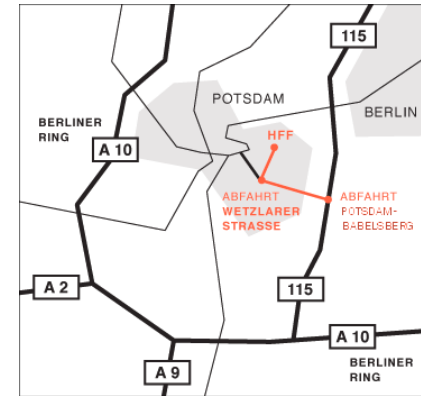 115
POTSDAM
BERLIN
BERLINER
RING
HFF
A 10
ABFAHRT
WETZLARER
STRASSE
ABFAHRT
POTSDAM-
BABELSBERG
A 2
115
A 10
A 9
BERLINER
RING